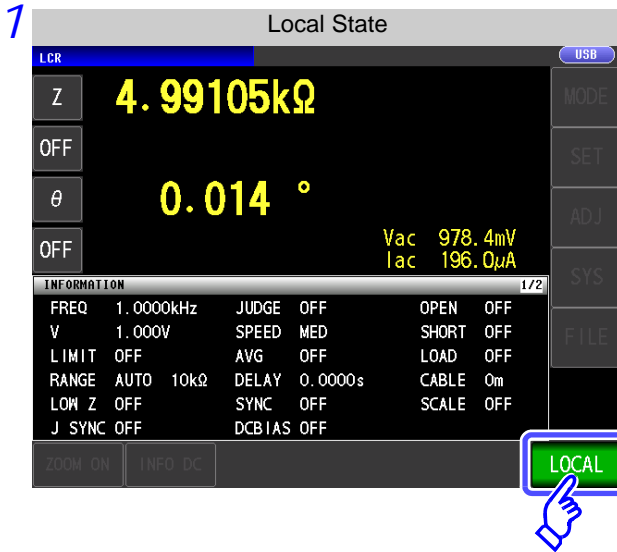 1
Local State
LCR
USB
Z 4.99105kΩ
MODE
OFF
SET
θ 0.014 °
ADJ
OFF
Vac 978.4mV
Iac 196.0μA
SYS
INFORMATION 1/2
FREQ 1.0000kHz JUDGE OFF OPEN OFF
V 1.000V SPEED MED SHORT OFF
FILE
LIMIT OFF AVG OFF LOAD OFF
RANGE AUTO 10kΩ DELAY 0.0000s CABLE 0m
LOW Z OFF SYNC OFF SCALE OFF
J SYNC OFF DCBIAS OFF
ZOOM ON INFO DC LOCAL